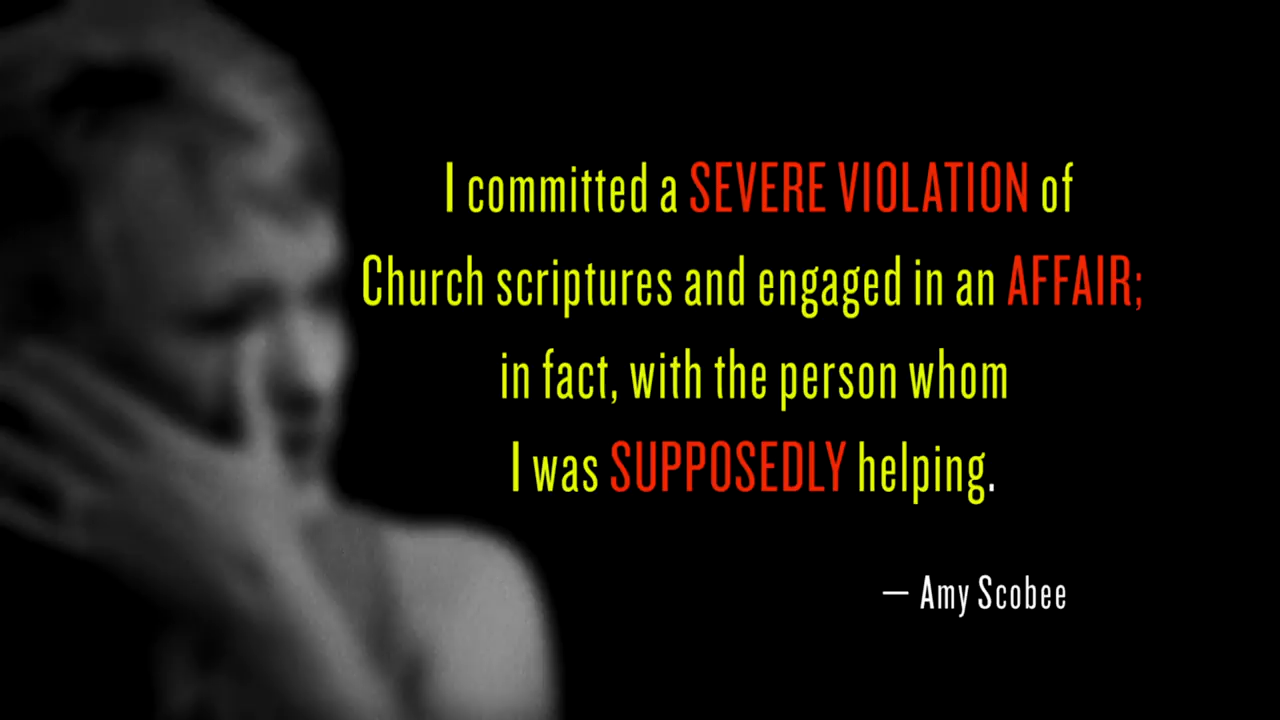 I committed a SEVERE VIOLATION of
Church scriptures and engaged in an AFFAIR;
in fact, with the person whom
I was SUPPOSEDLY helping.
— Amy Scobee